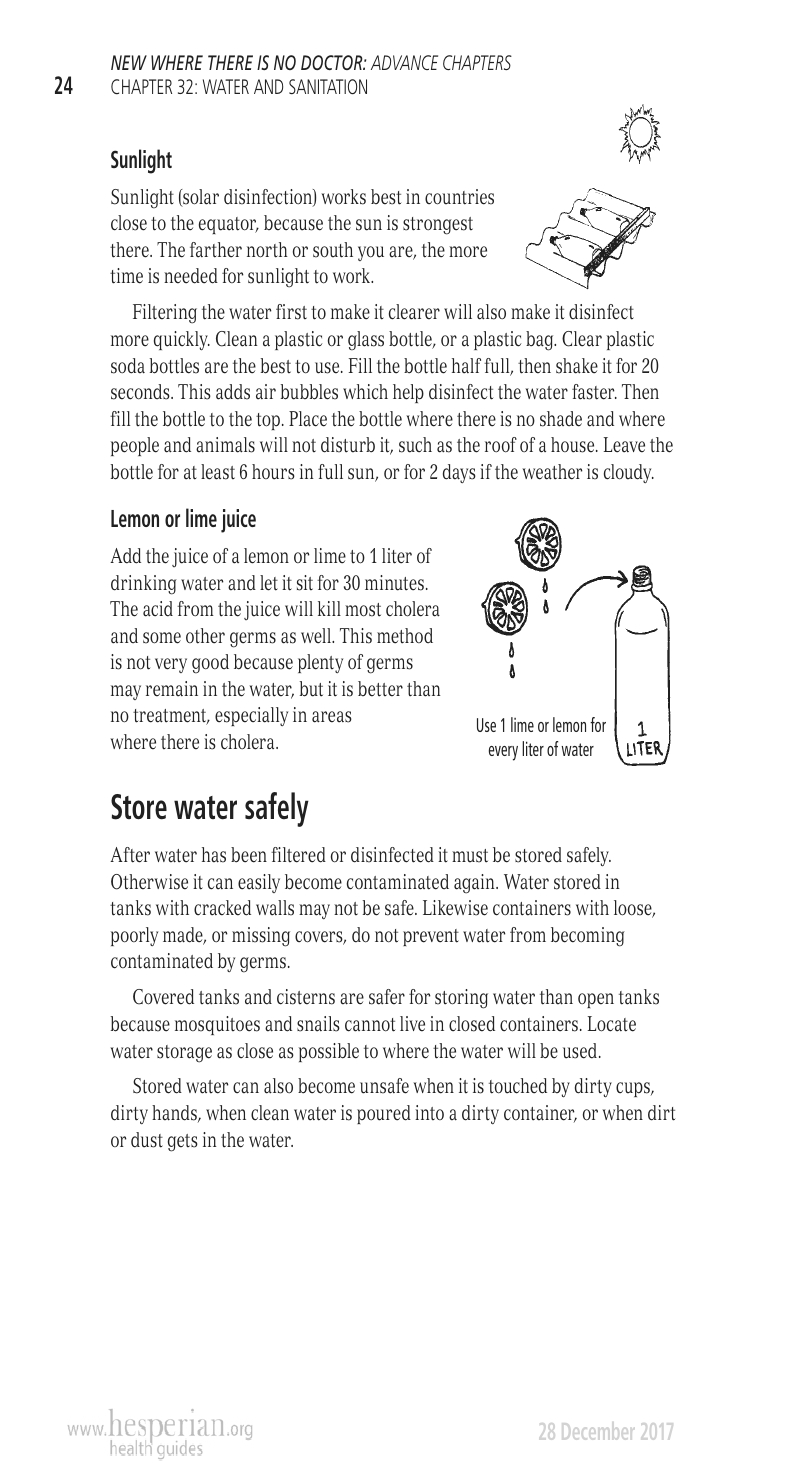 NEW WHERE THERE IS NO DOCTOR: ADVANCE CHAPTERS
24 CHAPTER 32: WATER AND SANITATION
Sunlight
Sunlight (solar disinfection) works best in countries
close to the equator, because the sun is strongest
there. The farther north or south you are, the more
time is needed for sunlight to work.
Filtering the water first to make it clearer will also make it disinfect
more quickly. Clean a plastic or glass bottle, or a plastic bag. Clear plastic
soda bottles are the best to use. Fill the bottle half full, then shake it for 20
seconds. This adds air bubbles which help disinfect the water faster. Then
fill the bottle to the top. Place the bottle where there is no shade and where
people and animals will not disturb it, such as the roof of a house. Leave the
bottle for at least 6 hours in full sun, or for 2 days if the weather is cloudy.
Lemon or lime juice
Add the juice of a lemon or lime to 1 liter of
drinking water and let it sit for 30 minutes.
The acid from the juice will kill most cholera
and some other germs as well. This method
is not very good because plenty of germs
may remain in the water, but it is better than
no treatment, especially in areas
where there is cholera.
Use 1 lime or lemon for
every liter of water
1
LITER
Store water safely
After water has been filtered or disinfected it must be stored safely.
Otherwise it can easily become contaminated again. Water stored in
tanks with cracked walls may not be safe. Likewise containers with loose,
poorly made, or missing covers, do not prevent water from becoming
contaminated by germs.
Covered tanks and cisterns are safer for storing water than open tanks
because mosquitoes and snails cannot live in closed containers. Locate
water storage as close as possible to where the water will be used.
Stored water can also become unsafe when it is touched by dirty cups,
dirty hands, when clean water is poured into a dirty container, or when dirt
or dust gets in the water.
www.hesperian.org
health guides
28 December 2017